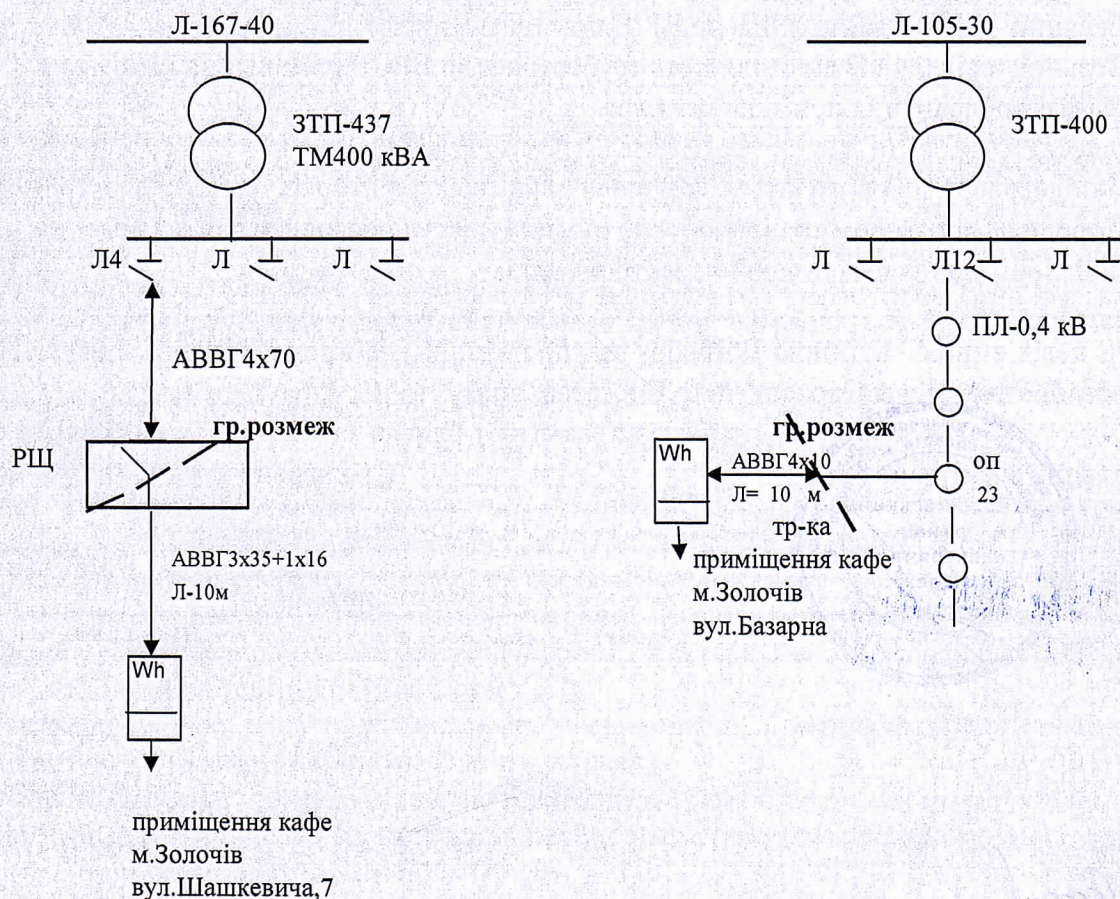 Л-167-40
ЗТП-437
ТМ400 кВА
Л4
Л
Л
АВВГ4х70
гр.розмеж
РЩ
АВВГ3х35+1х16
Л-10м
Wh
приміщення кафе
м.Золочів
вул.Шашкевича,7
Л-105-30
ЗТП-400
Л
Л12
Л
ПЛ-0,4 кВ
гр.розмеж
Wh
АВВГ4х10
Л= 10 м
оп
23
тр-ка
приміщення кафе
м.Золочів
вул.Базарна